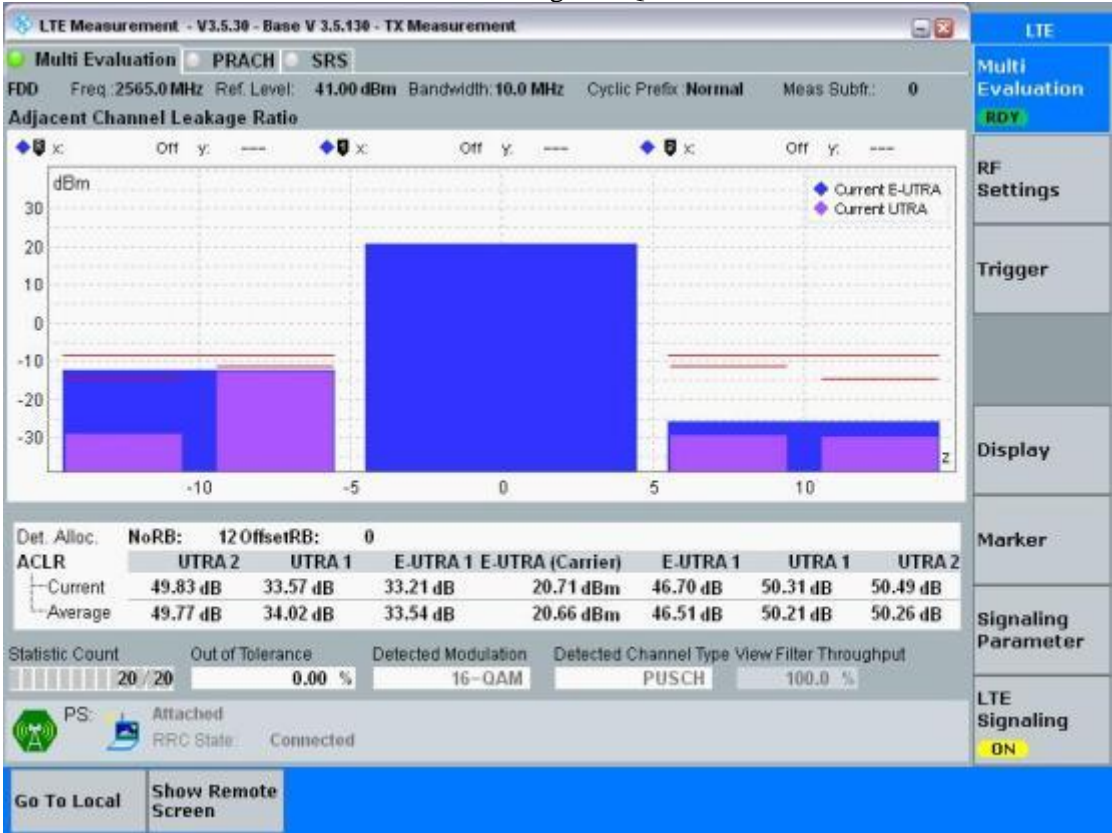 LTE Measurement - V3.5.30 - Base V 3.5.130 - TX Measurement
LTE
Multi Evaluation PRACH SRS
Multi Evaluation
RDY
FDD Freq.:2565.0 MHz Ref. Level: 41.00 dBm Bandwidth: 10.0 MHz Cyclic Prefix: Normal Meas Subfr.: 0
Adjacent Channel Leakage Ratio
x: Off y: --- x: Off y: --- x: Off y: ---
dBm
Current E-UTRA
Current UTRA
30
20
10
0
-10
-20
-30
z
-10 -5 0 5 10
RF Settings
Trigger
Display
Marker
Signaling Parameter
LTE Signaling
ON
Det. Alloc. NoRB: 12 OffsetRB: 0
ACLR UTRA 2 UTRA 1 E-UTRA 1 E-UTRA (Carrier) E-UTRA 1 UTRA 1 UTRA 2
Current 49.83 dB 33.57 dB 33.21 dB 20.71 dBm 46.70 dB 50.31 dB 50.49 dB
Average 49.77 dB 34.02 dB 33.54 dB 20.66 dBm 46.51 dB 50.21 dB 50.26 dB
Statistic Count Out of Tolerance Detected Modulation Detected Channel Type View Filter Throughput
20 / 20 0.00 % 16-QAM PUSCH 100.0 %
PS: Attached
RRC State: Connected
Go To Local Show Remote Screen